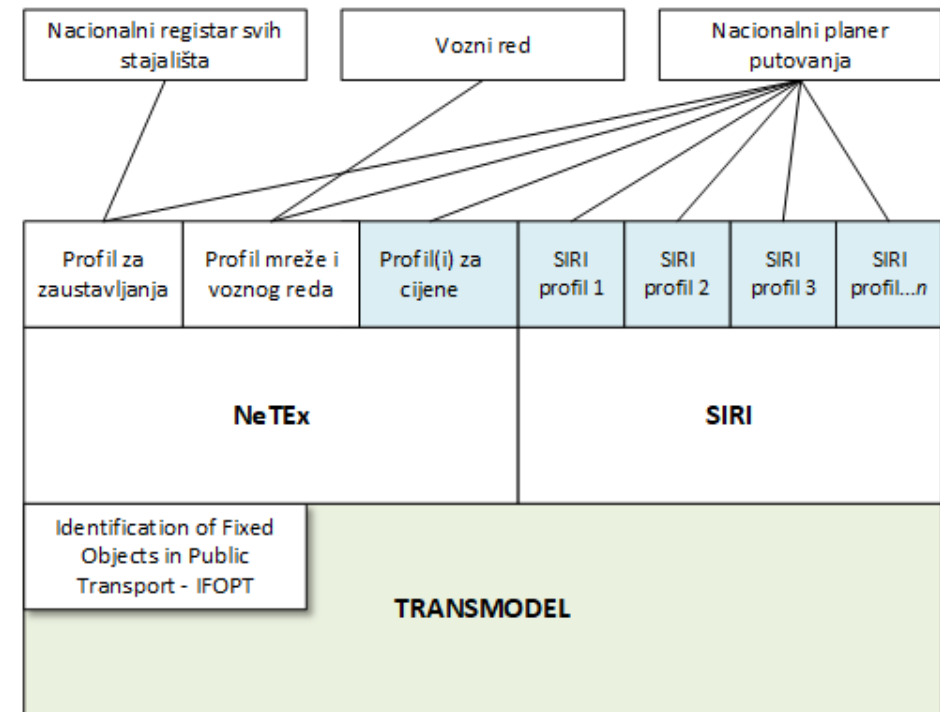 Nacionalni registar svih
stajališta
Vozni red
Nacionalni planer
putovanja
Profil za
zaustavljanja
Profil mreže i
voznog reda
Profil(i) za
cijene
SIRI
profil 1
SIRI
profil 2
SIRI
profil 3
SIRI
profil...n
NeTEx
SIRI
Identification of Fixed
Objects in Public
Transport - IFOPT
TRANSMODEL